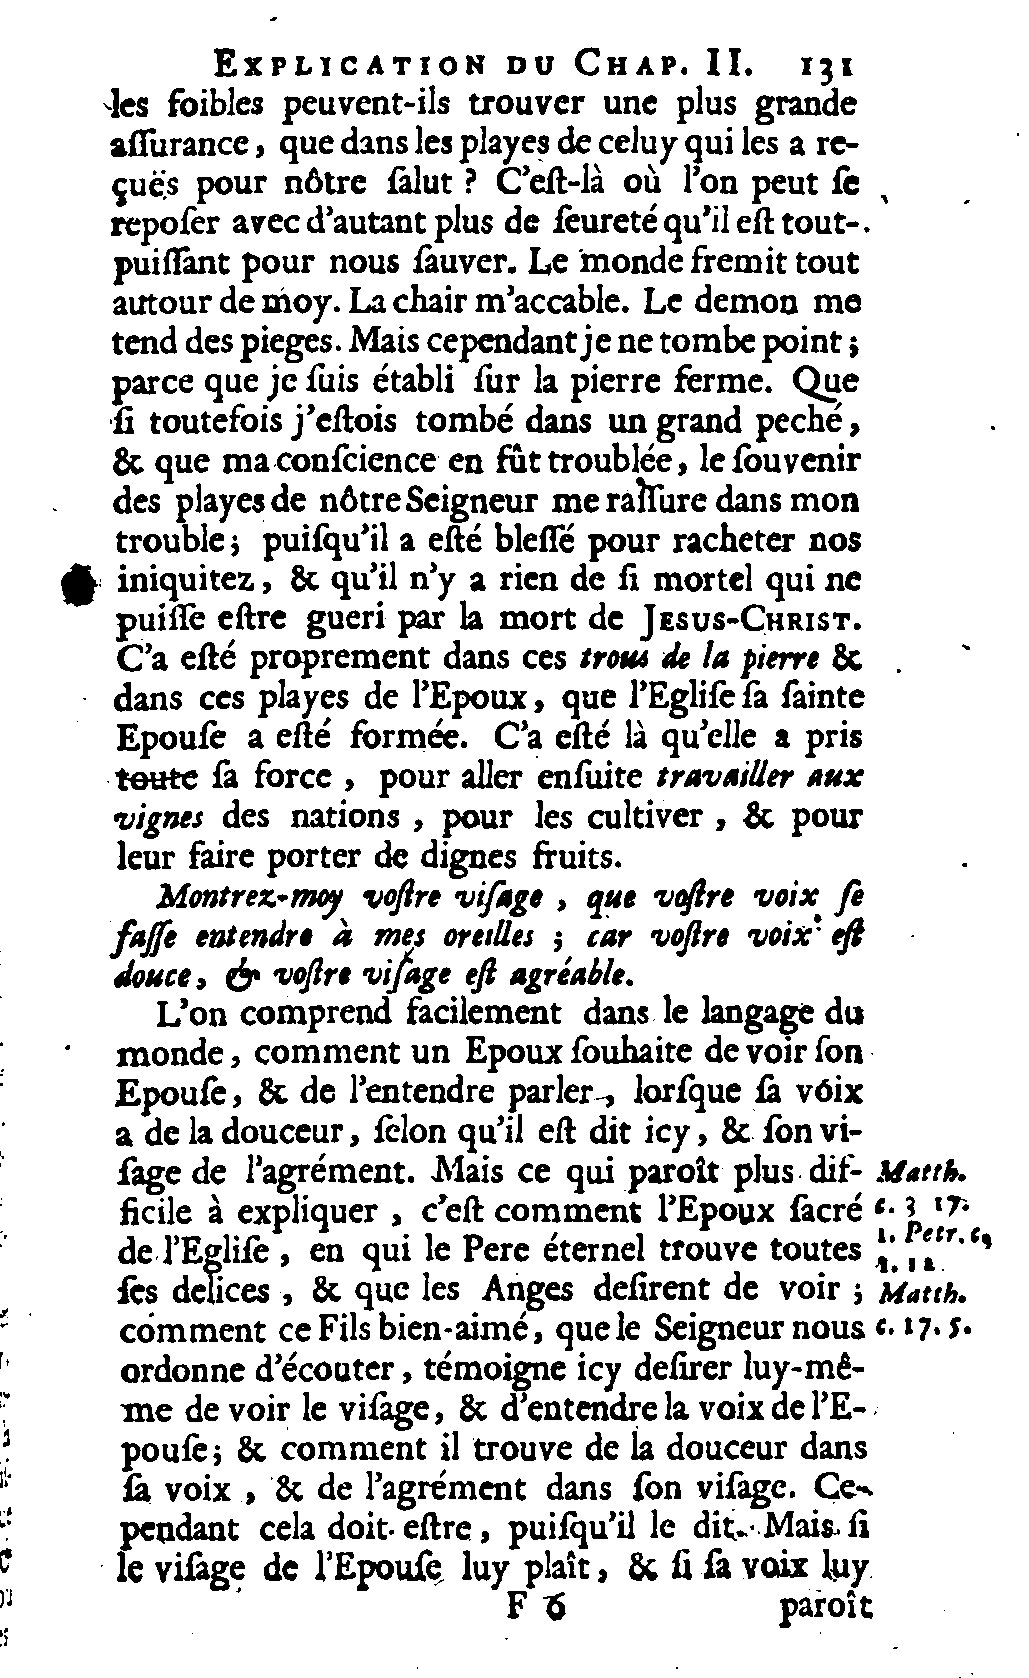 EXPLICATION DU CHAP. II. 131
les foibles peuvent-ils trouver une plus grande
aſſurance, que dans les playes de celuy qui les a re-
çuës pour nôtre ſalut ? C'eſt-là où l'on peut ſe
repoſer avec d'autant plus de ſeureté qu'il eſt tout-
puiſſant pour nous ſauver. Le monde fremit tout
autour de moy. La chair m'accable. Le demon me
tend des pieges. Mais cependant je ne tombe point ;
parce que je ſuis établi ſur la pierre ferme. Que
ſi toutefois j'eſtois tombé dans un grand peché,
& que ma conſcience en fût troublée, le ſouvenir
des playes de nôtre Seigneur me raſſure dans mon
trouble ; puiſqu'il a eſté bleſſé pour racheter nos
iniquitez, & qu'il n'y a rien de ſi mortel qui ne
puiſſe eſtre gueri par la mort de JESUS-CHRIST.
C'a eſté proprement dans ces trous de la pierre &
dans ces playes de l'Epoux, que l'Egliſe ſa ſainte
Epouſe a eſté formée. C'a eſté là qu'elle a pris
toute ſa force , pour aller enſuite travailler aux
vignes des nations , pour les cultiver , & pour
leur faire porter de dignes fruits.
Montrez-moy voſtre viſage , que voſtre voix ſe
faſſe entendre à mes oreilles ; car voſtre voix eſt
douce, & voſtre viſage eſt agréable.
L'on comprend facilement dans le langage du
monde, comment un Epoux ſouhaite de voir ſon
Epouſe, & de l'entendre parler, lorſque ſa voix
a de la douceur, ſelon qu'il eſt dit icy, & ſon vi-
ſage de l'agrément. Mais ce qui paroît plus dif- Matth.
ficile à expliquer , c'eſt comment l'Epoux ſacré c. 3 17.
de l'Egliſe , en qui le Pere éternel trouve toutes 1. Petr. c.
1. 12.
ſes delices , & que les Anges deſirent de voir ; Matth.
comment ce Fils bien-aimé, que le Seigneur nous c. 17. 5.
ordonne d'écouter, témoigne icy deſirer luy-mê-
me de voir le viſage, & d'entendre la voix de l'E-
pouſe ; & comment il trouve de la douceur dans
ſa voix , & de l'agrément dans ſon viſage. Ce-
pendant cela doit eſtre, puiſqu'il le dit. Mais ſi
le viſage de l'Epouſe luy plaît, & ſi ſa voix luy
F 6 paroît